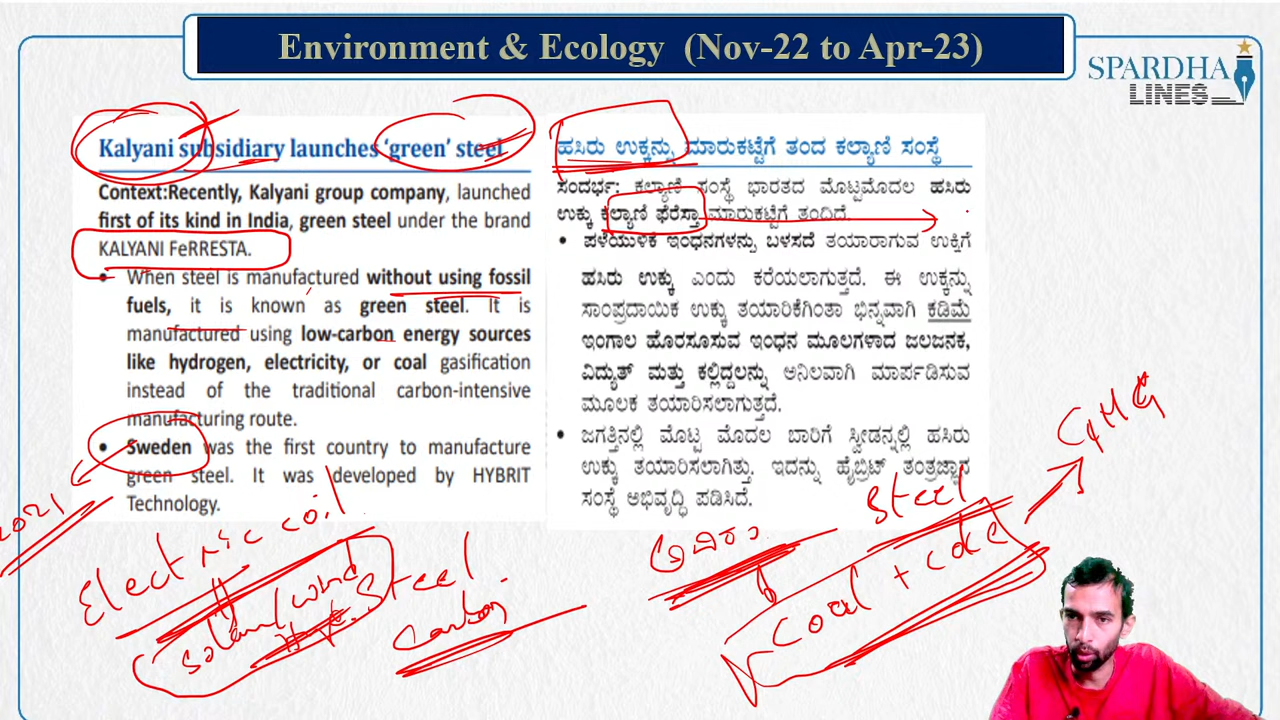 Environment & Ecology (Nov-22 to Apr-23)
SPARDHA
LINES
Kalyani subsidiary launches ‘green’ steel
Context:Recently, Kalyani group company, launched
first of its kind in India, green steel under the brand
KALYANI FeRRESTA.
• When steel is manufactured without using fossil
fuels, it is known as green steel. It is
manufactured using low-carbon energy sources
like hydrogen, electricity, or coal gasification
instead of the traditional carbon-intensive
manufacturing route.
• Sweden was the first country to manufacture
green steel. It was developed by HYBRIT
Technology.
ಹಸಿರು ಉಕ್ಕನ್ನು ಮಾರುಕಟ್ಟೆಗೆ ತಂದ ಕಲ್ಯಾಣಿ ಸಂಸ್ಥೆ
ಸಂದರ್ಭ: ಕಲ್ಯಾಣಿ ಸಂಸ್ಥೆ ಭಾರತದ ಮೊಟ್ಟಮೊದಲ ಹಸಿರು
ಉಕ್ಕು ಕಲ್ಯಾಣಿ ಫೆರೆಸ್ತಾ ಮಾರುಕಟ್ಟೆಗೆ ತಂದಿದೆ.
• ಪಳೆಯುಳಿಕೆ ಇಂಧನಗಳನ್ನು ಬಳಸದೆ ತಯಾರಾಗುವ ಉಕ್ಕಿಗೆ
ಹಸಿರು ಉಕ್ಕು ಎಂದು ಕರೆಯಲಾಗುತ್ತದೆ. ಈ ಉಕ್ಕನ್ನು
ಸಾಂಪ್ರದಾಯಿಕ ಉಕ್ಕು ತಯಾರಿಕೆಗಿಂತಾ ಭಿನ್ನವಾಗಿ ಕಡಿಮೆ
ಇಂಗಾಲ ಹೊರಸೂಸುವ ಇಂಧನ ಮೂಲಗಳಾದ ಜಲಜನಕ,
ವಿದ್ಯುತ್ ಮತ್ತು ಕಲ್ಲಿದ್ದಲನ್ನು ಅನಿಲವಾಗಿ ಮಾರ್ಪಡಿಸುವ
ಮೂಲಕ ತಯಾರಿಸಲಾಗುತ್ತದೆ.
• ಜಗತ್ತಿನಲ್ಲಿ ಮೊಟ್ಟ ಮೊದಲ ಬಾರಿಗೆ ಸ್ವೀಡನ್ನಲ್ಲಿ ಹಸಿರು
ಉಕ್ಕು ತಯಾರಿಸಲಾಗಿತ್ತು. ಇದನ್ನು ಹೈಬ್ರಿಟ್ ತಂತ್ರಜ್ಞಾನ
ಸಂಸ್ಥೆ ಅಭಿವೃದ್ಧಿ ಪಡಿಸಿದೆ.
2021
Electric coil
Solar/wind
Steel
Carbon
Steel
Coal + coke
GHG